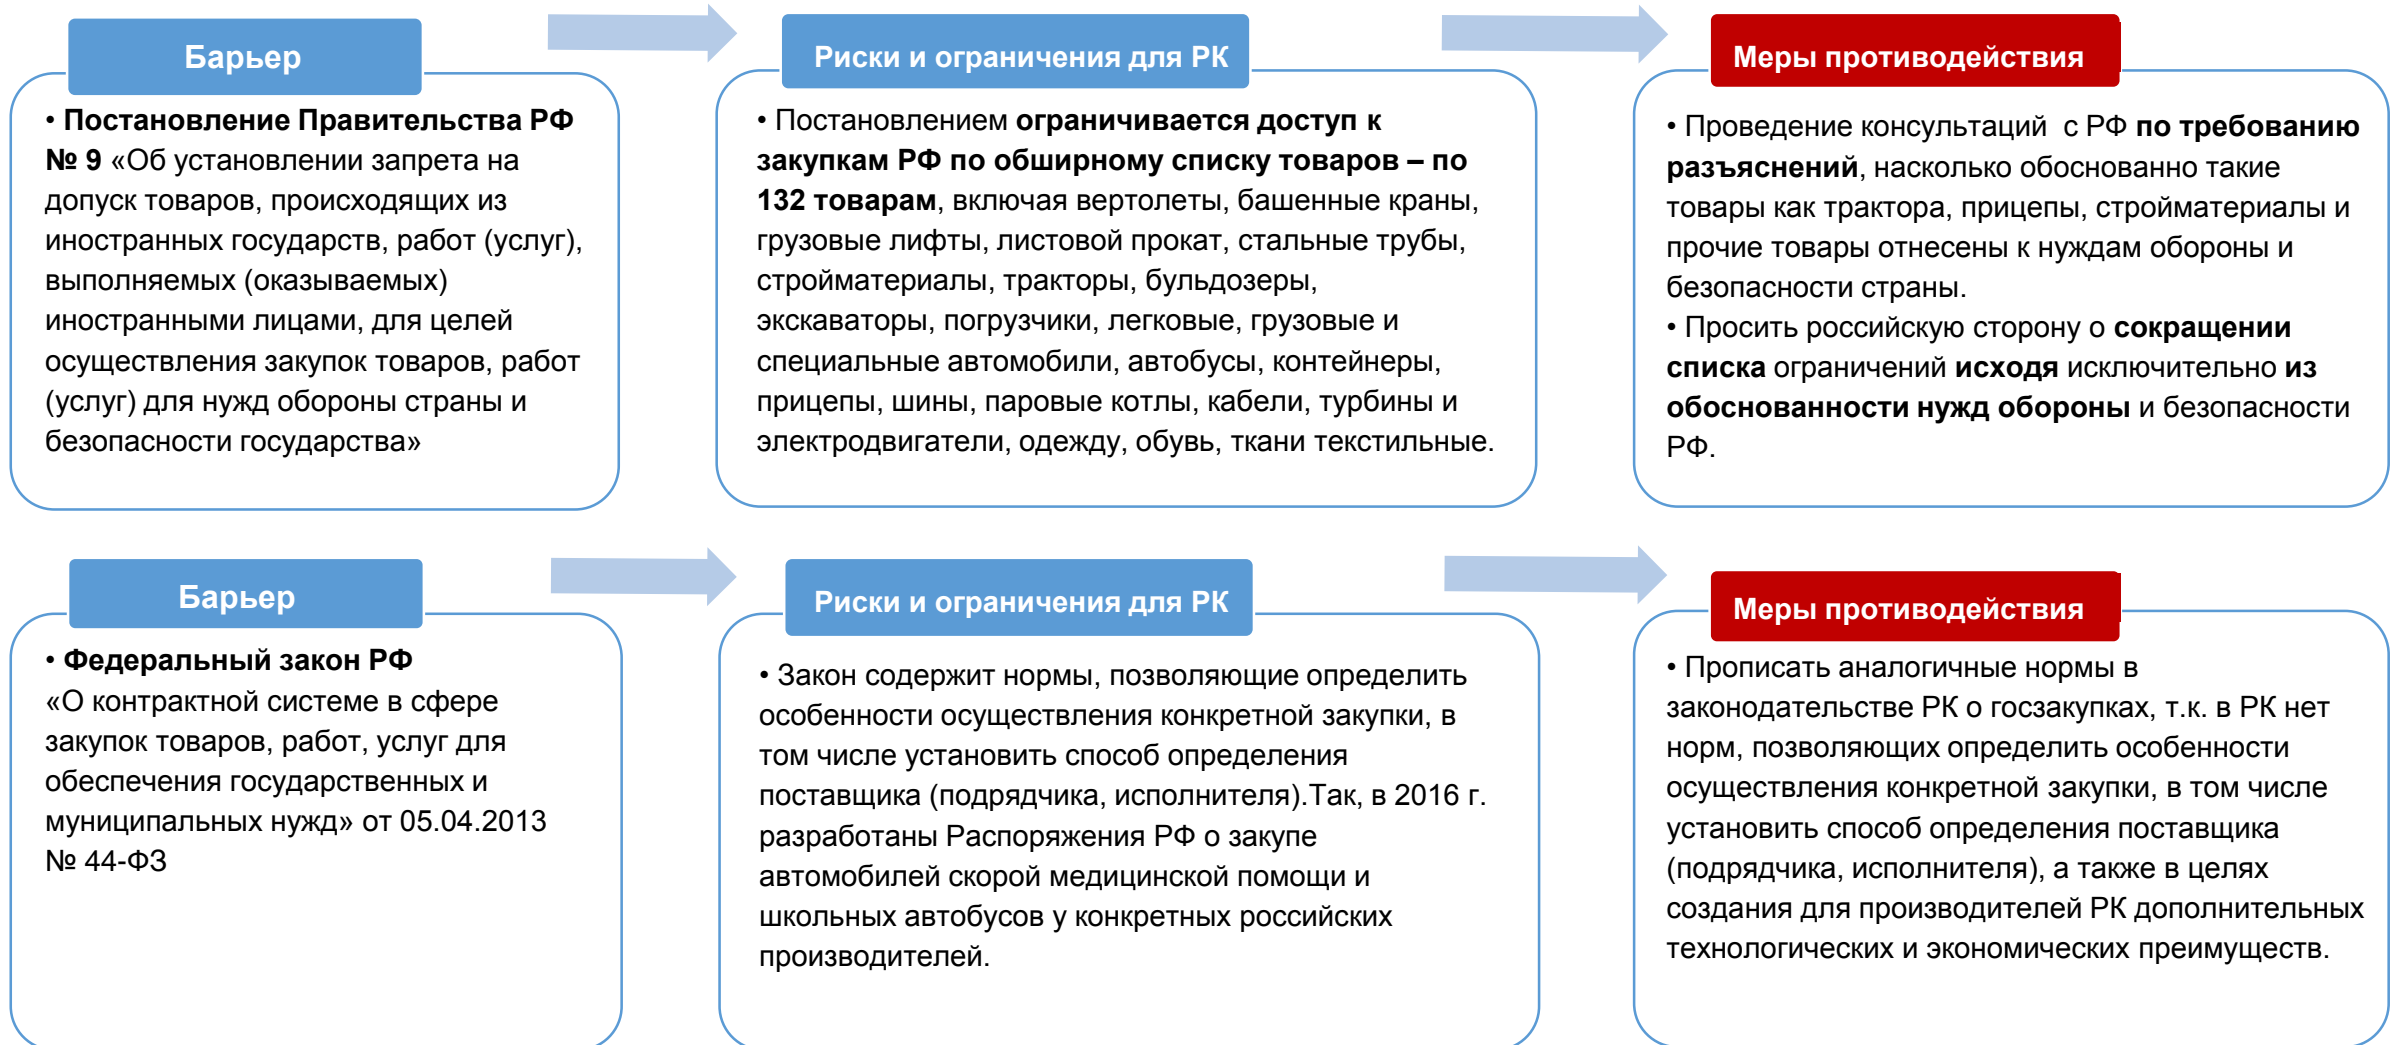 Барьер
• Постановление Правительства РФ
№ 9 «Об установлении запрета на
допуск товаров, происходящих из
иностранных государств, работ (услуг),
выполняемых (оказываемых)
иностранными лицами, для целей
осуществления закупок товаров, работ
(услуг) для нужд обороны страны и
безопасности государства»
Риски и ограничения для РК
• Постановлением ограничивается доступ к
закупкам РФ по обширному списку товаров – по
132 товарам, включая вертолеты, башенные краны,
грузовые лифты, листовой прокат, стальные трубы,
стройматериалы, тракторы, бульдозеры,
экскаваторы, погрузчики, легковые, грузовые и
специальные автомобили, автобусы, контейнеры,
прицепы, шины, паровые котлы, кабели, турбины и
электродвигатели, одежду, обувь, ткани текстильные.
Меры противодействия
• Проведение консультаций  с РФ по требованию
разъяснений, насколько обоснованно такие
товары как трактора, прицепы, стройматериалы и
прочие товары отнесены к нуждам обороны и
безопасности страны.
• Просить российскую сторону о сокращении
списка ограничений исходя исключительно из
обоснованности нужд обороны и безопасности
РФ.
Барьер
• Федеральный закон РФ
«О контрактной системе в сфере
закупок товаров, работ, услуг для
обеспечения государственных и
муниципальных нужд» от 05.04.2013
№ 44-ФЗ
Риски и ограничения для РК
• Закон содержит нормы, позволяющие определить
особенности осуществления конкретной закупки, в
том числе установить способ определения
поставщика (подрядчика, исполнителя).Так, в 2016 г.
разработаны Распоряжения РФ о закупе
автомобилей скорой медицинской помощи и
школьных автобусов у конкретных российских
производителей.
Меры противодействия
• Прописать аналогичные нормы в
законодательстве РК о госзакупках, т.к. в РК нет
норм, позволяющих определить особенности
осуществления конкретной закупки, в том числе
установить способ определения поставщика
(подрядчика, исполнителя), а также в целях
создания для производителей РК дополнительных
технологических и экономических преимуществ.